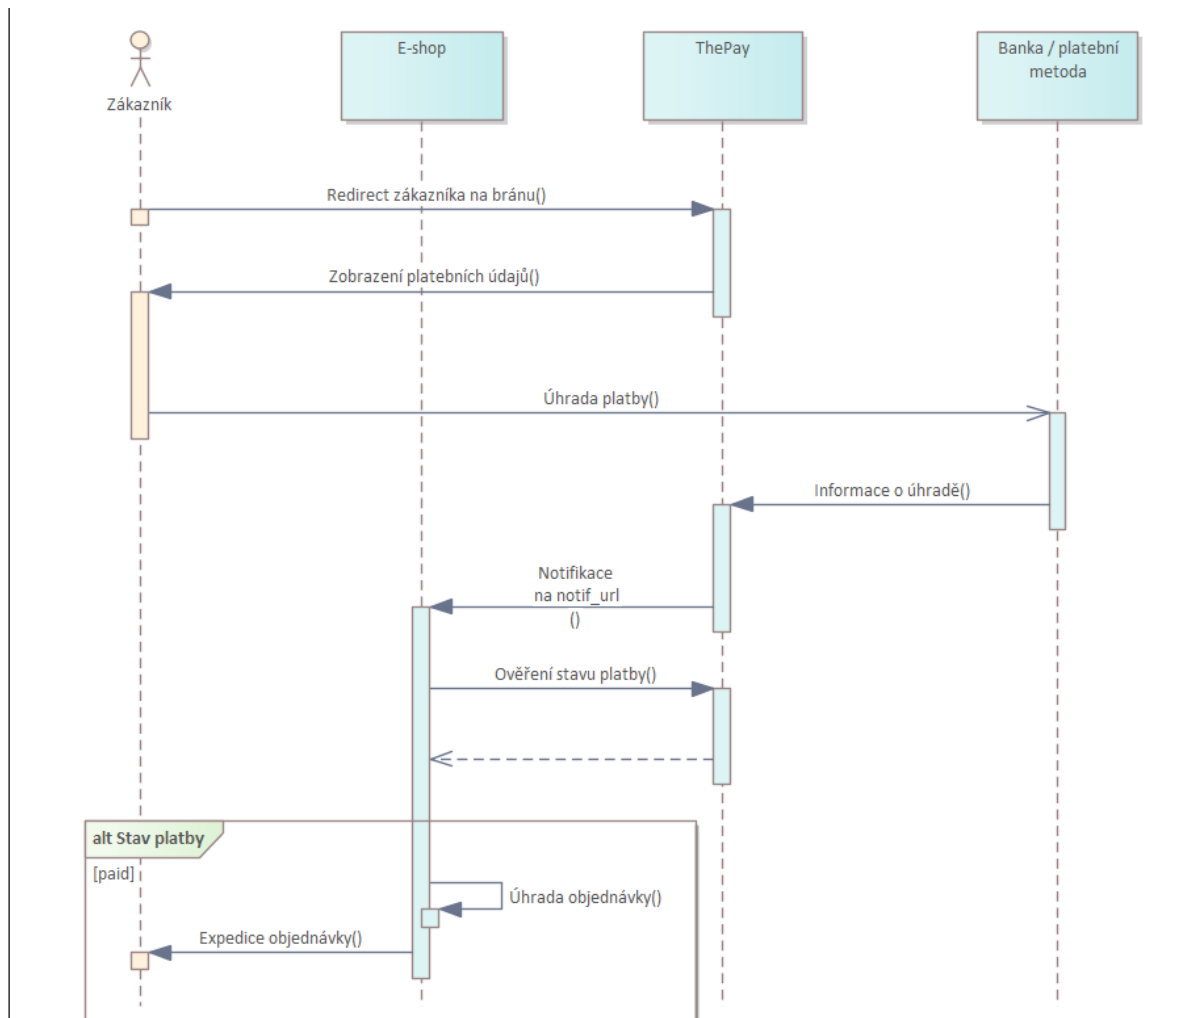 Zákazník
E-shop
ThePay
Banka / platební
metoda
Redirect zákazníka na bránu()
Zobrazení platebních údajů()
Úhrada platby()
Informace o úhradě()
Notifikace
na notif_url
()
Ověření stavu platby()
alt Stav platby
[paid]
Úhrada objednávky()
Expedice objednávky()